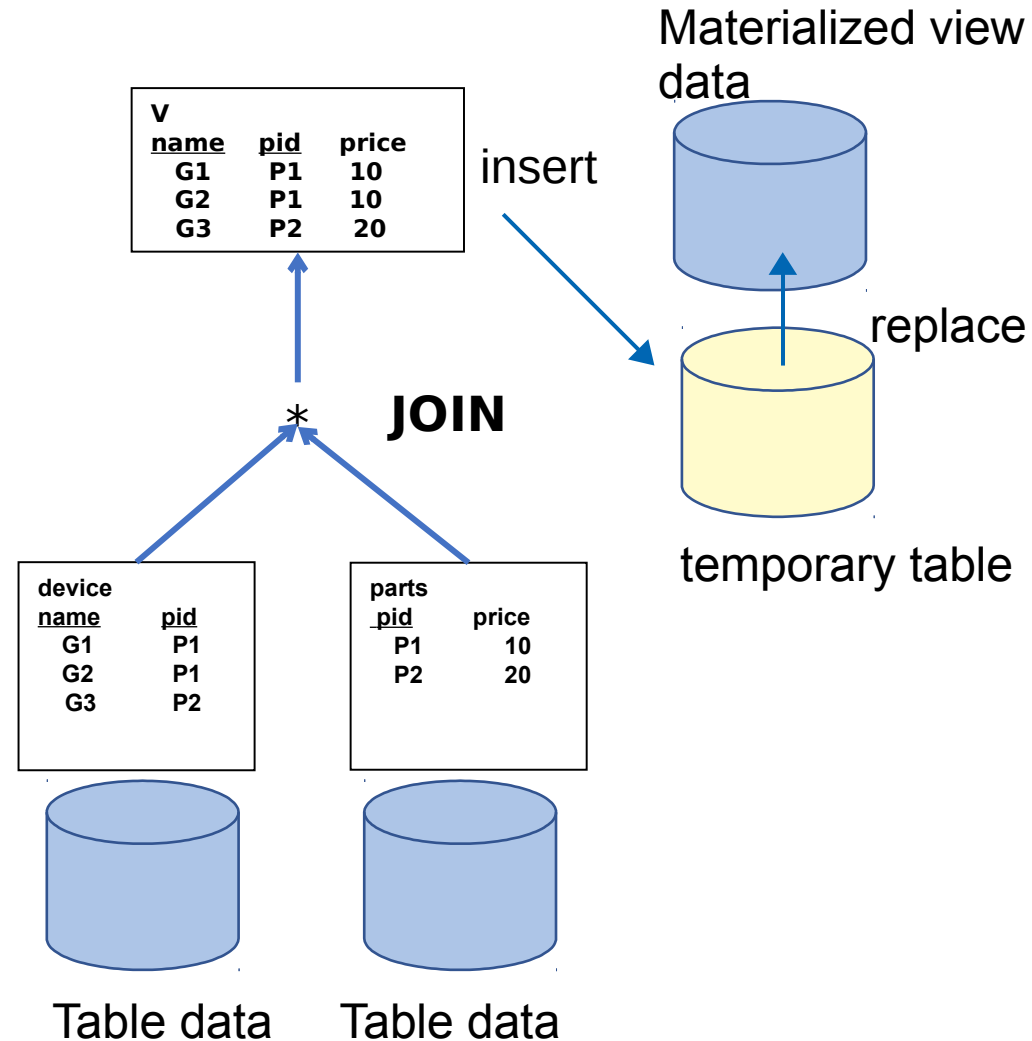 Materialized view
data
V
name pid price
G1 P1 10
G2 P1 10
G3 P2 20
insert
replace
* JOIN
temporary table
device
name pid
G1 P1
G2 P1
G3 P2
parts
pid price
P1 10
P2 20
Table data
Table data